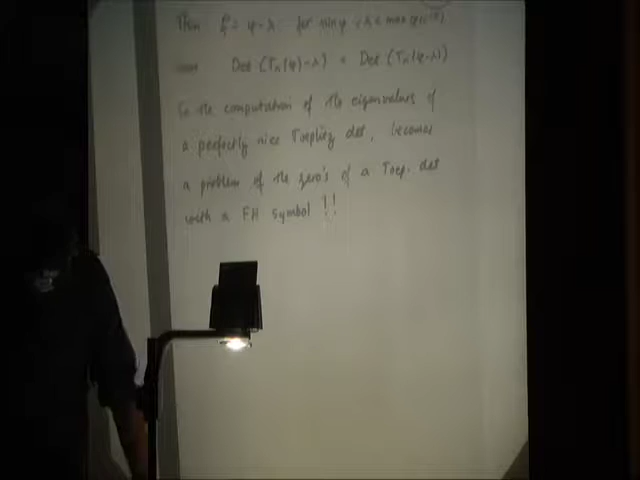 Then = φ - λ for min φ < λ < max
Det (Tₙ(φ) - λ) = Det (Tₙ(φ-λ))
So the computation of the eigenvalues of
a perfectly nice Toeplitz det, becomes
a problem of the zero's of a Toep. det
with a FH symbol !!